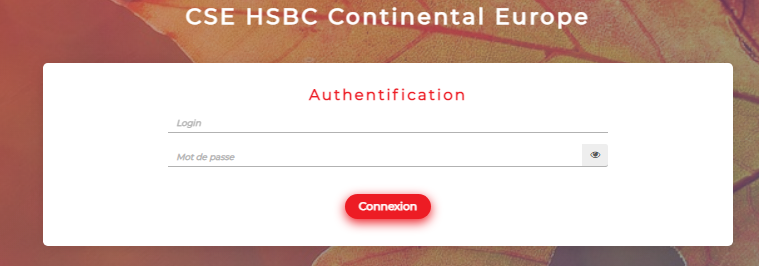 CSE HSBC Continental Europe
Authentification
Login
Mot de passe
Connexion